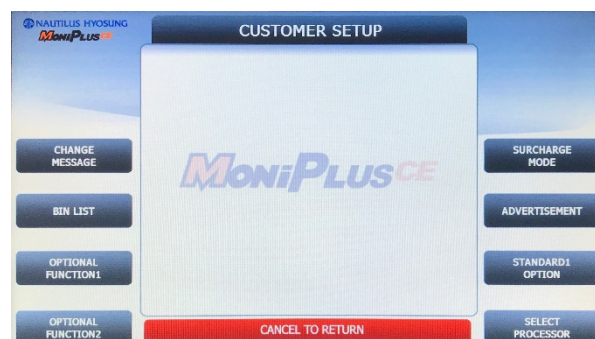 NAUTILUS HYOSUNG
MONiPLUSCE
CUSTOMER SETUP
CHANGE
MESSAGE
SURCHARGE
MODE
MONiPLUSCE
BIN LIST
ADVERTISEMENT
OPTIONAL
FUNCTION1
STANDARD1
OPTION
OPTIONAL
FUNCTION2
CANCEL TO RETURN
SELECT
PROCESSOR